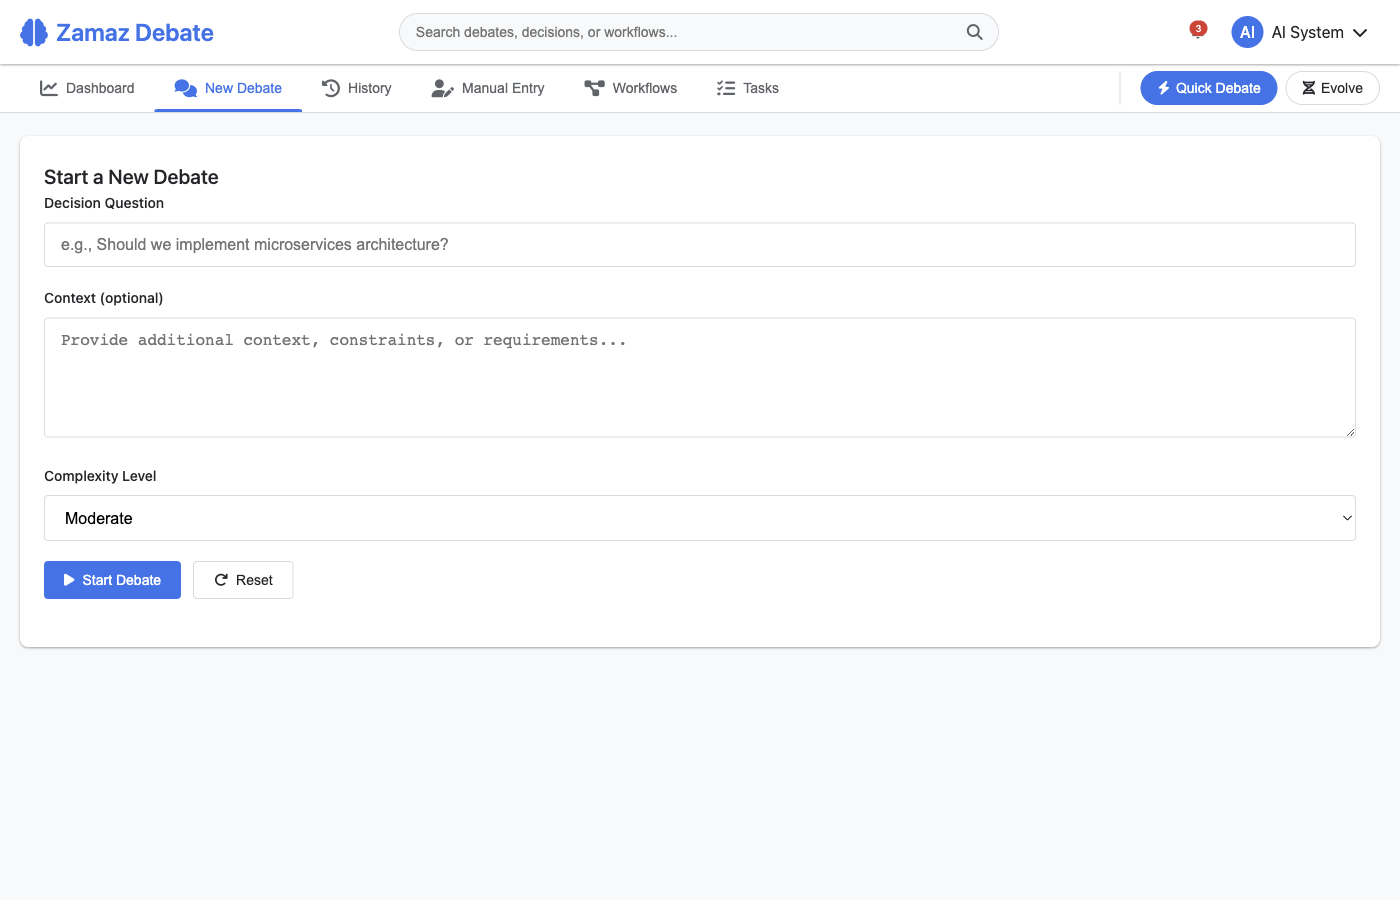 Zamaz Debate
Search debates, decisions, or workflows...
3
AI
AI System
Dashboard
New Debate
History
Manual Entry
Workflows
Tasks
Quick Debate
Evolve
Start a New Debate
Decision Question
e.g., Should we implement microservices architecture?
Context (optional)
Provide additional context, constraints, or requirements...
Complexity Level
Moderate
Start Debate
Reset